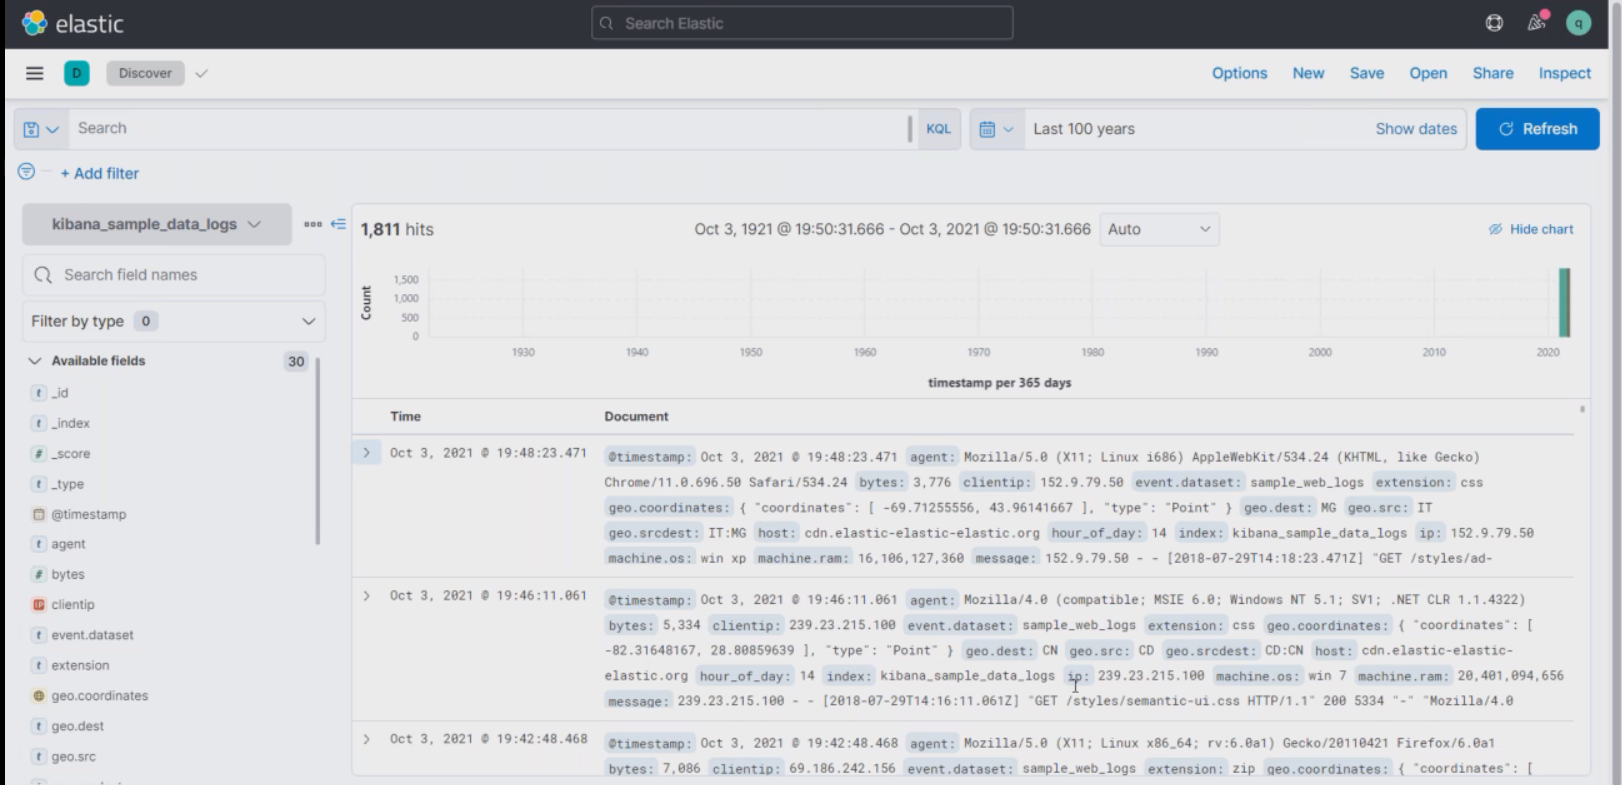 elastic
Search Elastic
q
D
Discover
Options
New
Save
Open
Share
Inspect
Search
KQL
Last 100 years
Show dates
Refresh
+ Add filter
kibana_sample_data_logs
1,811 hits
Oct 3, 1921 @ 19:50:31.666 - Oct 3, 2021 @ 19:50:31.666
Auto
Hide chart
Search field names
Filter by type 0
Available fields
30
t _id
t _index
# _score
t _type
@timestamp
t agent
# bytes
clientip
t event.dataset
t extension
geo.coordinates
t geo.dest
t geo.src
Count
1,500
1,000
500
0
1930
1940
1950
1960
1970
1980
1990
2000
2010
2020
timestamp per 365 days
Time
Document
Oct 3, 2021 @ 19:48:23.471
@timestamp: Oct 3, 2021 @ 19:48:23.471 agent: Mozilla/5.0 (X11; Linux i686) AppleWebKit/534.24 (KHTML, like Gecko)
Chrome/11.0.696.50 Safari/534.24 bytes: 3,776 clientip: 152.9.79.50 event.dataset: sample_web_logs extension: css
geo.coordinates: { "coordinates": [ -69.71255556, 43.96141667 ], "type": "Point" } geo.dest: MG geo.src: IT
geo.srcdest: IT:MG host: cdn.elastic-elastic-elastic.org hour_of_day: 14 index: kibana_sample_data_logs ip: 152.9.79.50
machine.os: win xp machine.ram: 16,106,127,360 message: 152.9.79.50 - - [2018-07-29T14:18:23.471Z] "GET /styles/ad-
Oct 3, 2021 @ 19:46:11.061
@timestamp: Oct 3, 2021 @ 19:46:11.061 agent: Mozilla/4.0 (compatible; MSIE 6.0; Windows NT 5.1; SV1; .NET CLR 1.1.4322)
bytes: 5,334 clientip: 239.23.215.100 event.dataset: sample_web_logs extension: css geo.coordinates: { "coordinates": [
-82.31648167, 28.80859639 ], "type": "Point" } geo.dest: CN geo.src: CD geo.srcdest: CD:CN host: cdn.elastic-elastic-
elastic.org hour_of_day: 14 index: kibana_sample_data_logs ip: 239.23.215.100 machine.os: win 7 machine.ram: 20,401,094,656
message: 239.23.215.100 - - [2018-07-29T14:16:11.061Z] "GET /styles/semantic-ui.css HTTP/1.1" 200 5334 "-" "Mozilla/4.0
Oct 3, 2021 @ 19:42:48.468
@timestamp: Oct 3, 2021 @ 19:42:48.468 agent: Mozilla/5.0 (X11; Linux x86_64; rv:6.0a1) Gecko/20110421 Firefox/6.0a1
bytes: 7,086 clientip: 69.186.242.156 event.dataset: sample_web_logs extension: zip geo.coordinates: { "coordinates": [